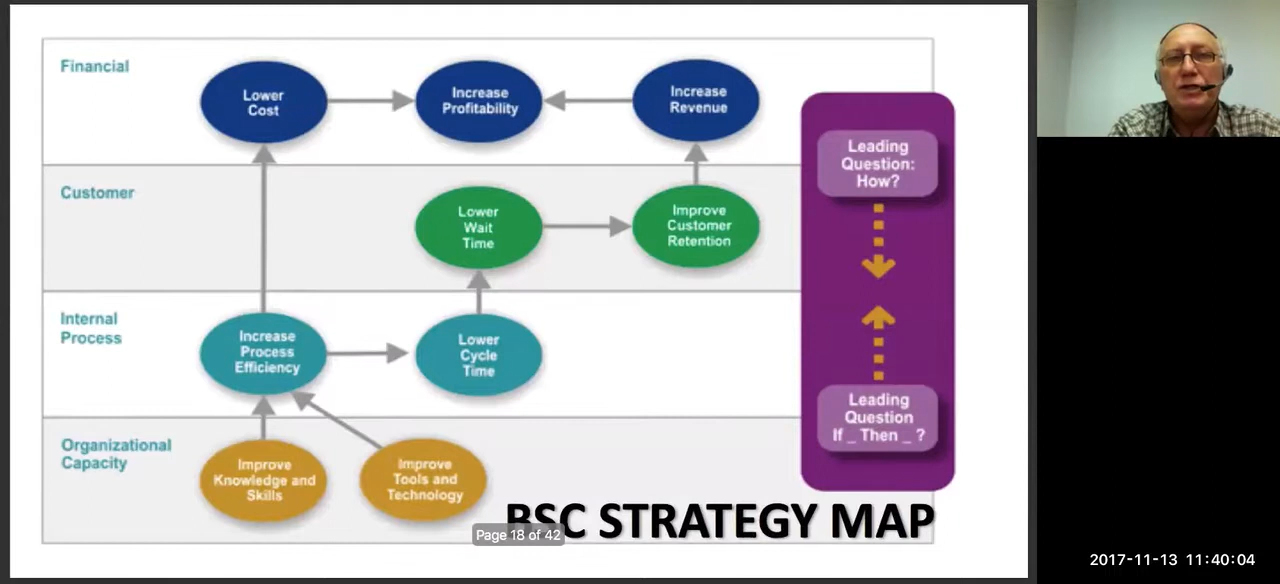 Financial
Lower
Cost
Increase
Profitability
Increase
Revenue
Leading
Question:
How?
Customer
Lower
Wait
Time
Improve
Customer
Retention
Internal
Process
Increase
Process
Efficiency
Lower
Cycle
Time
Leading
Question
If _ Then _ ?
Organizational
Capacity
Improve
Knowledge and
Skills
Improve
Tools and
Technology
BSC STRATEGY MAP
Page 18 of 42
2017-11-13 11:40:04